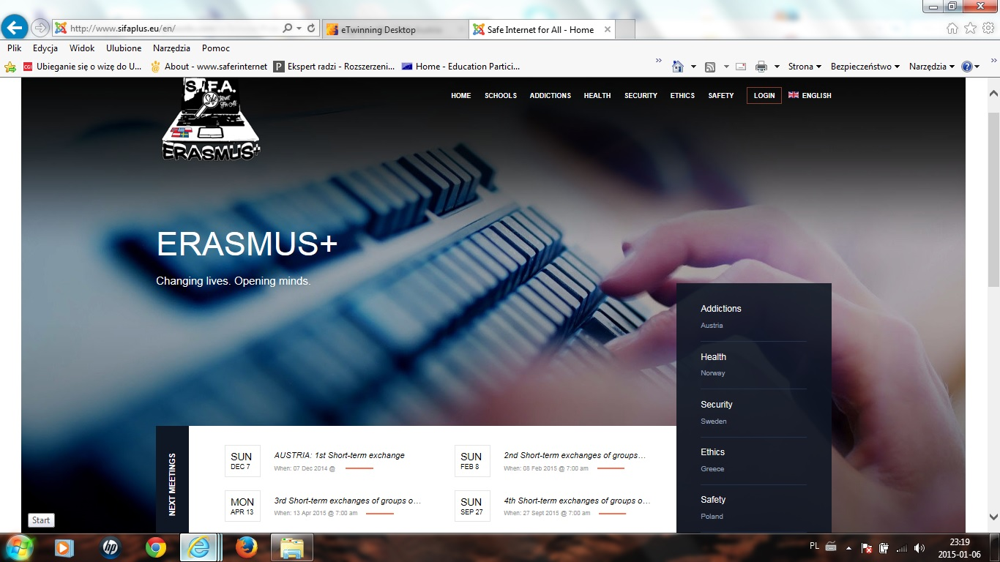 http://www.sifaplus.eu/en/
eTwinning Desktop
Safe Internet for All - Home
Plik Edycja Widok Ulubione Narzędzia Pomoc
Ubieganie się o wizę do U... About - www.saferinternet Ekspert radzi - Rozszerzeni... Home - Education Partici...
Strona Bezpieczeństwo Narzędzia
S.I.F.A.
ERASMUS+
HOME SCHOOLS ADDICTIONS HEALTH SECURITY ETHICS SAFETY LOGIN ENGLISH
ERASMUS+
Changing lives. Opening minds.
Addictions
Austria
Health
Norway
Security
Sweden
Ethics
Greece
Safety
Poland
NEXT MEETINGS
SUN
DEC 7
AUSTRIA: 1st Short-term exchange
When: 07 Dec 2014 @
SUN
FEB 8
2nd Short-term exchanges of groups...
When: 08 Feb 2015 @ 7:00 am
MON
APR 13
3rd Short-term exchanges of groups o...
When: 13 Apr 2015 @ 7:00 am
SUN
SEP 27
4th Short-term exchanges of groups o...
When: 27 Sept 2015 @ 7:00 am
Start
hp
PL
23:19
2015-01-06